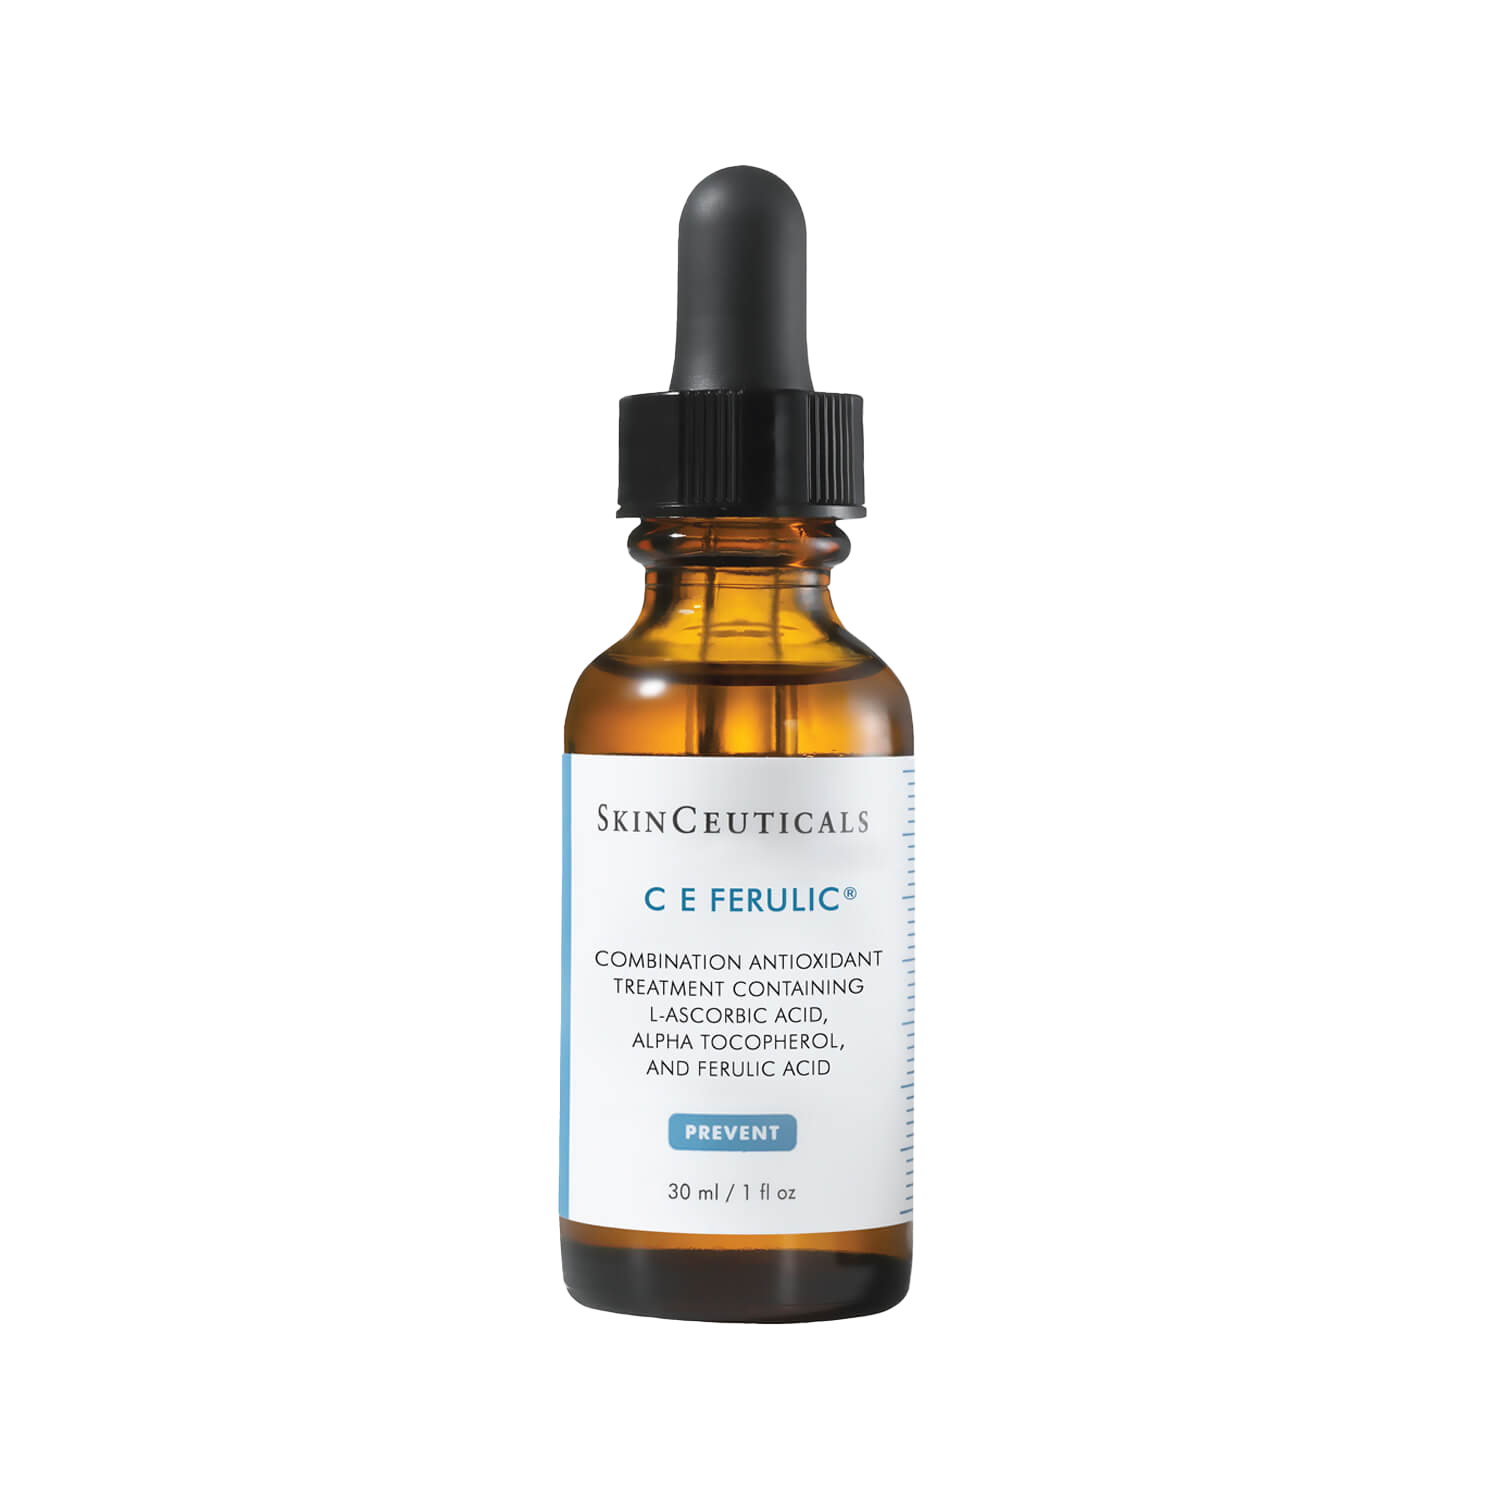 SKINCEUTICALS
C E FERULIC®
COMBINATION ANTIOXIDANT
TREATMENT CONTAINING
L-ASCORBIC ACID,
ALPHA TOCOPHEROL,
AND FERULIC ACID
PREVENT
30 ml / 1 fl oz